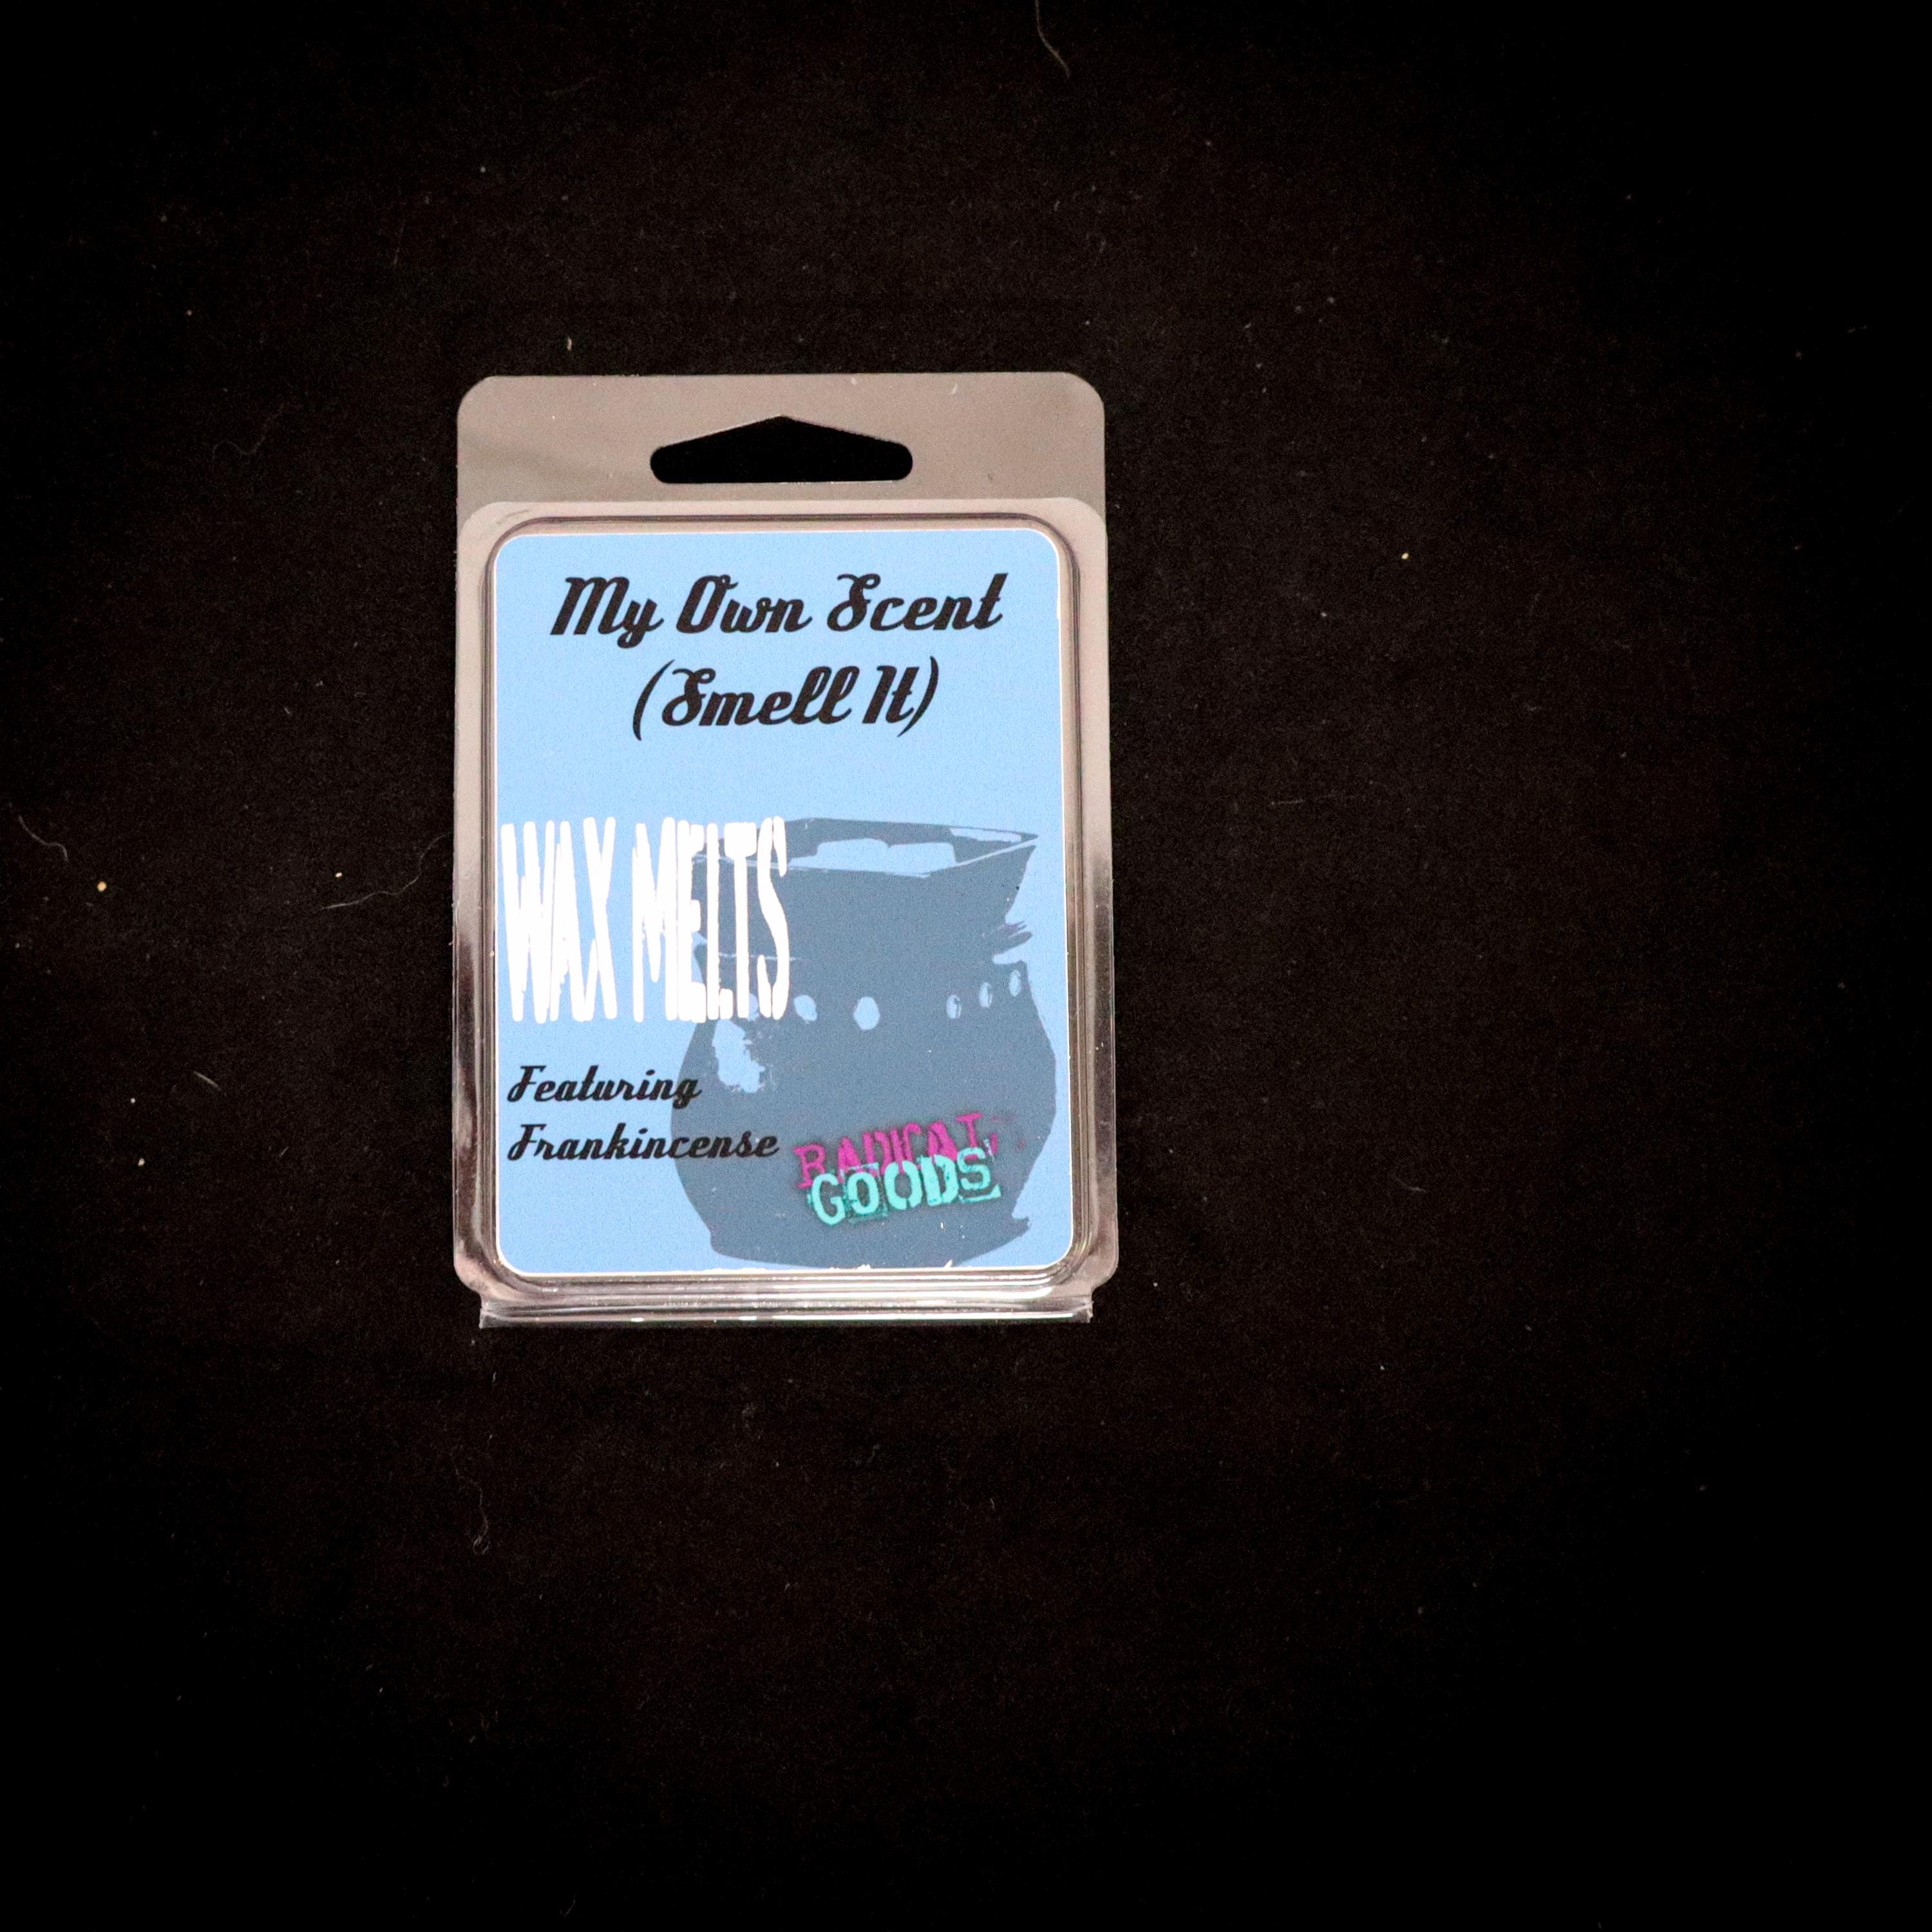 My Own Scent
(Smell It)
WAX MELTS
Featuring
Frankincense
RADICAL
GOODS